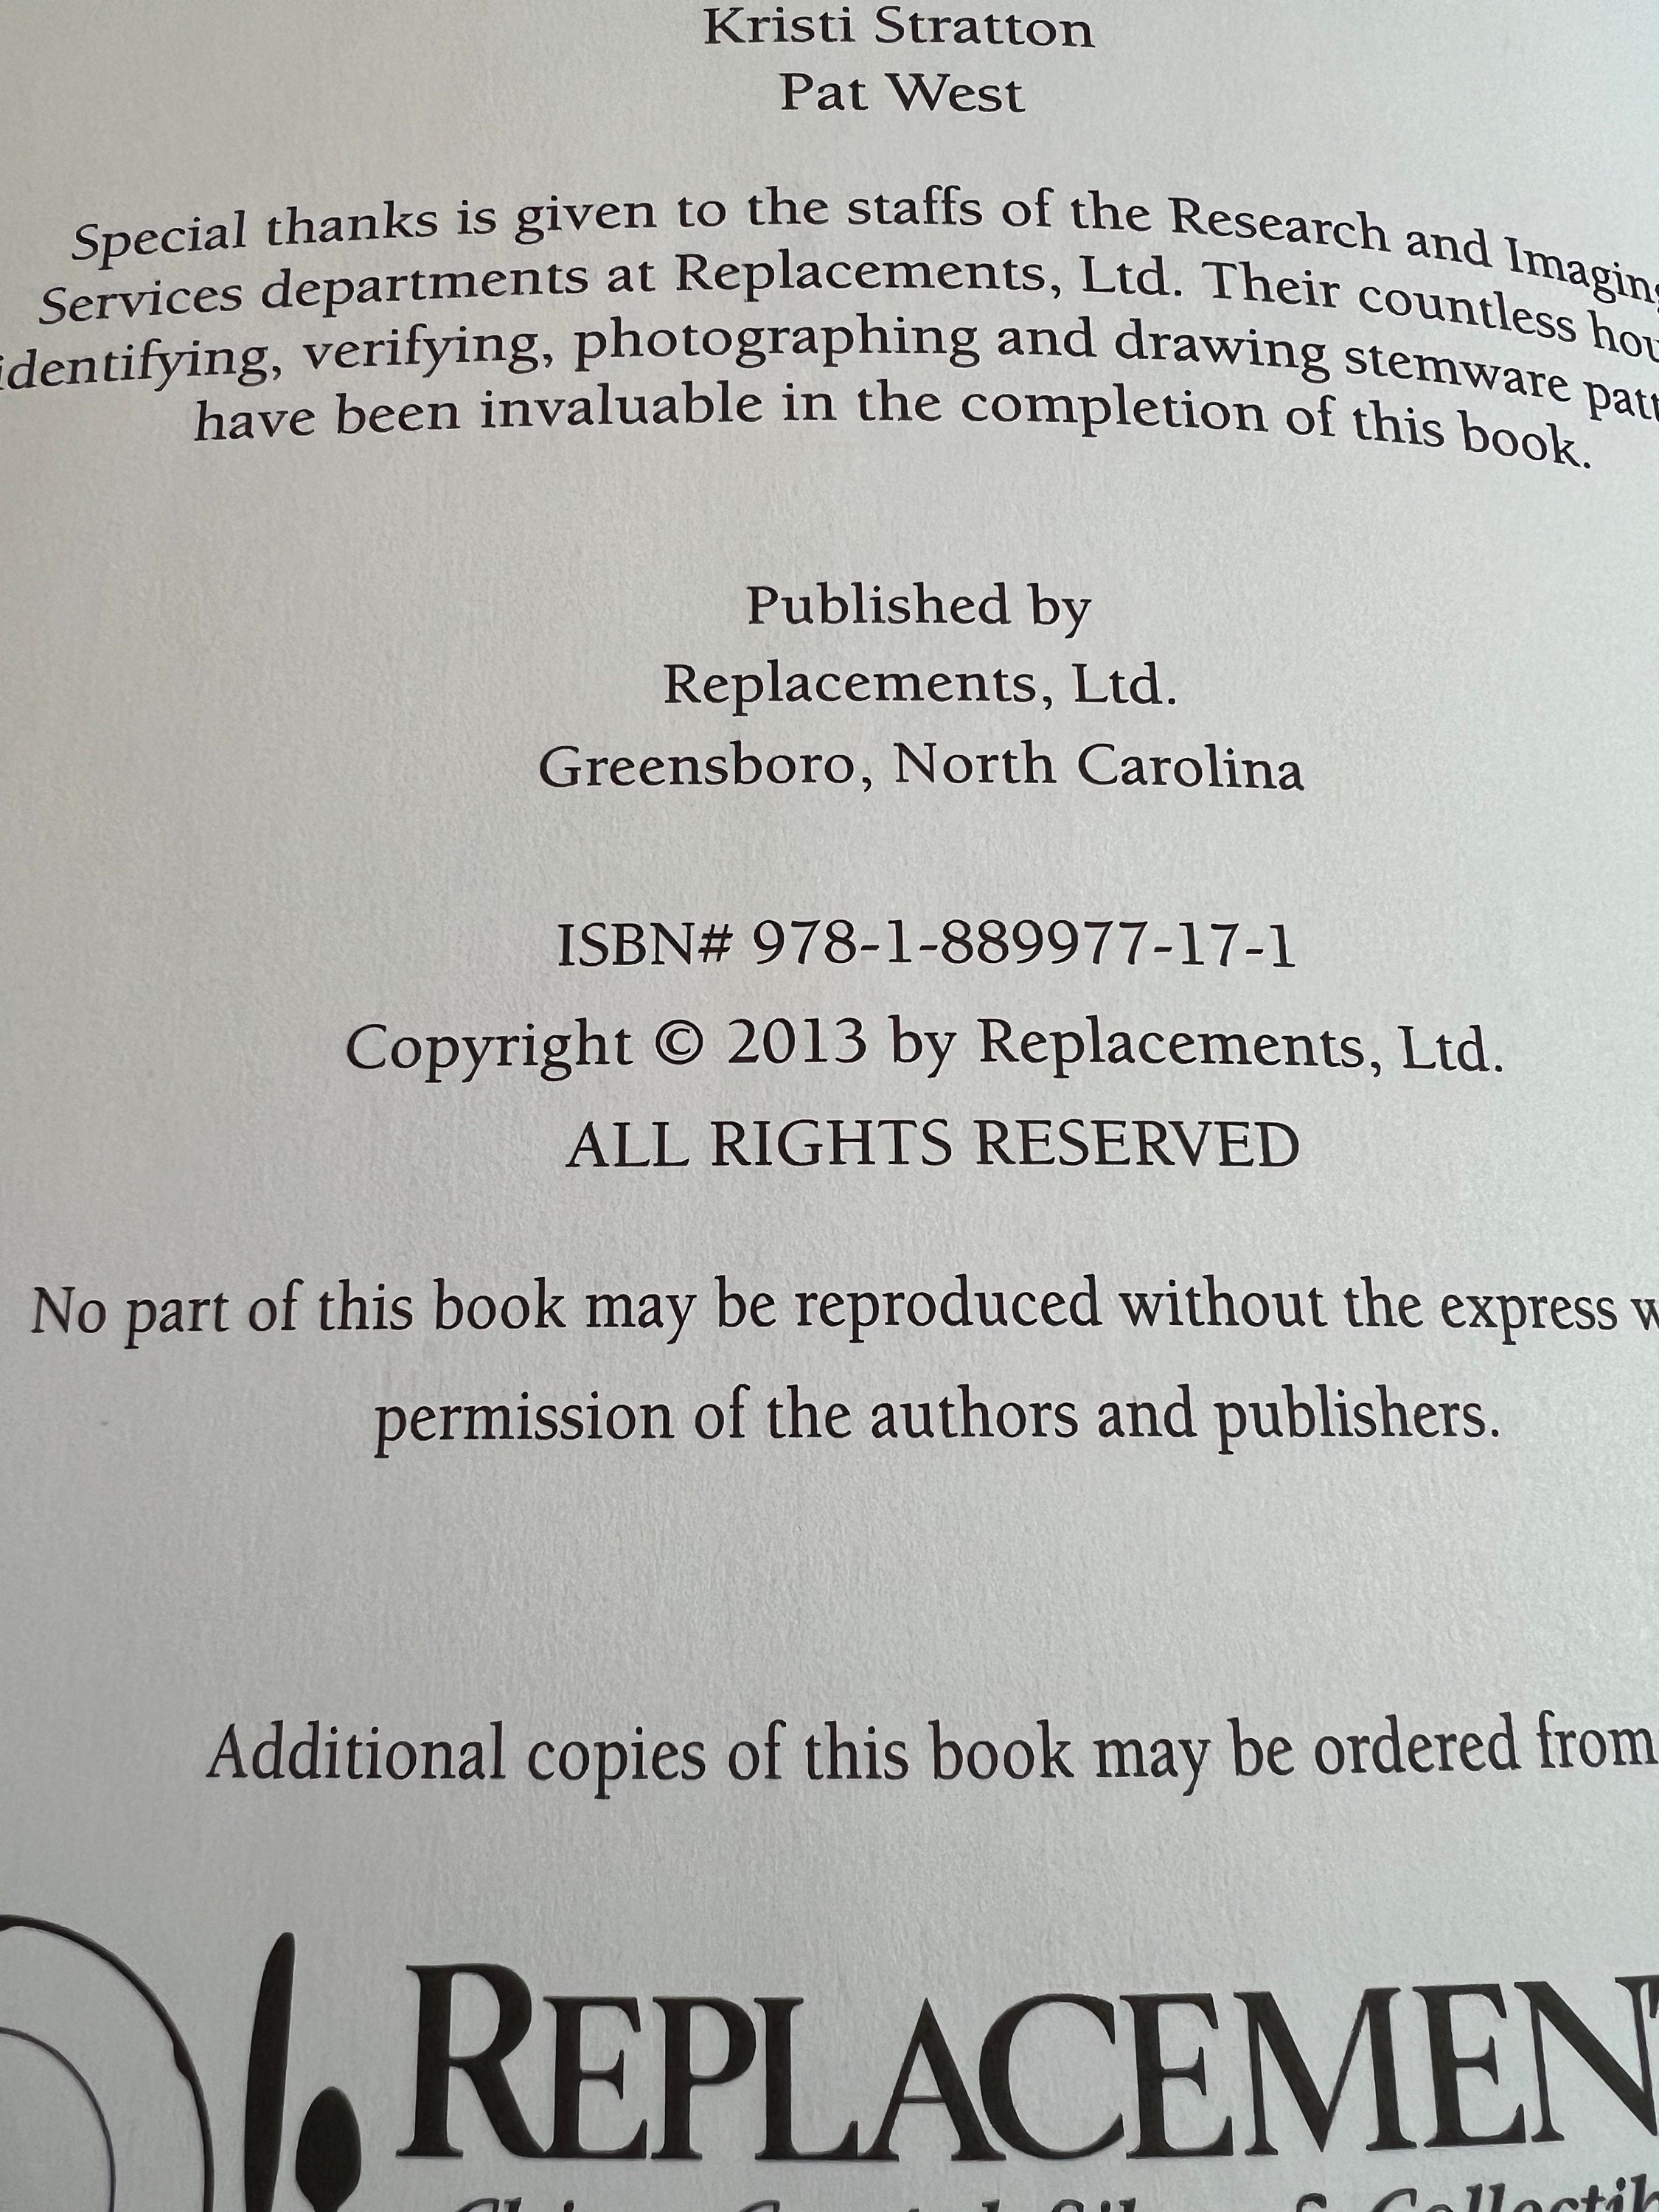 Kristi Stratton
Pat West
Special thanks is given to the staffs of the Research and Imaging
Services departments at Replacements, Ltd. Their countless
identifying, verifying, photographing and drawing stemware
have been invaluable in the completion of this book.
Published by
Replacements, Ltd.
Greensboro, North Carolina
ISBN# 978-1-889977-17-1
Copyright © 2013 by Replacements, Ltd.
ALL RIGHTS RESERVED
No part of this book may be reproduced without the express
permission of the authors and publishers.
Additional copies of this book may be ordered from
REPLACEMENT